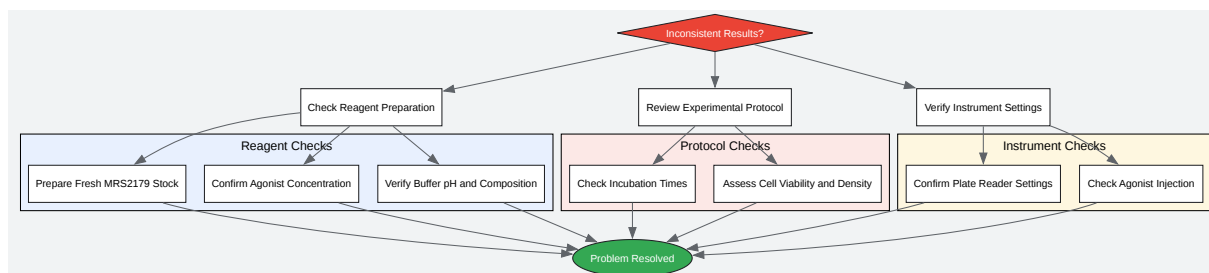 Inconsistent Results?
Check Reagent Preparation
Review Experimental Protocol
Verify Instrument Settings
Reagent Checks
Protocol Checks
Instrument Checks
Prepare Fresh MRS2179 Stock
Confirm Agonist Concentration
Verify Buffer pH and Composition
Check Incubation Times
Assess Cell Viability and Density
Confirm Plate Reader Settings
Check Agonist Injection
Problem Resolved